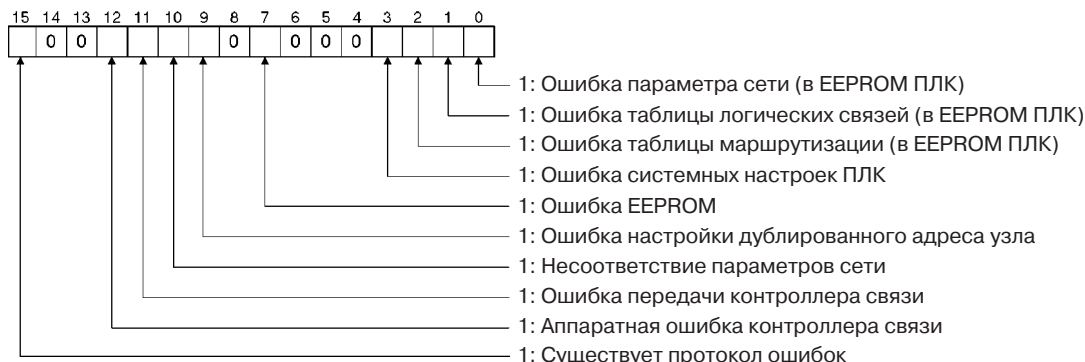 15 14 13 12 11 10 9 8 7 6 5 4 3 2 1 0
0 0 0 0 0 0
1: Ошибка параметра сети (в EEPROM ПЛК)
1: Ошибка таблицы логических связей (в EEPROM ПЛК)
1: Ошибка таблицы маршрутизации (в EEPROM ПЛК)
1: Ошибка системных настроек ПЛК
1: Ошибка EEPROM
1: Ошибка настройки дублированного адреса узла
1: Несоответствие параметров сети
1: Ошибка передачи контроллера связи
1: Аппаратная ошибка контроллера связи
1: Существует протокол ошибок